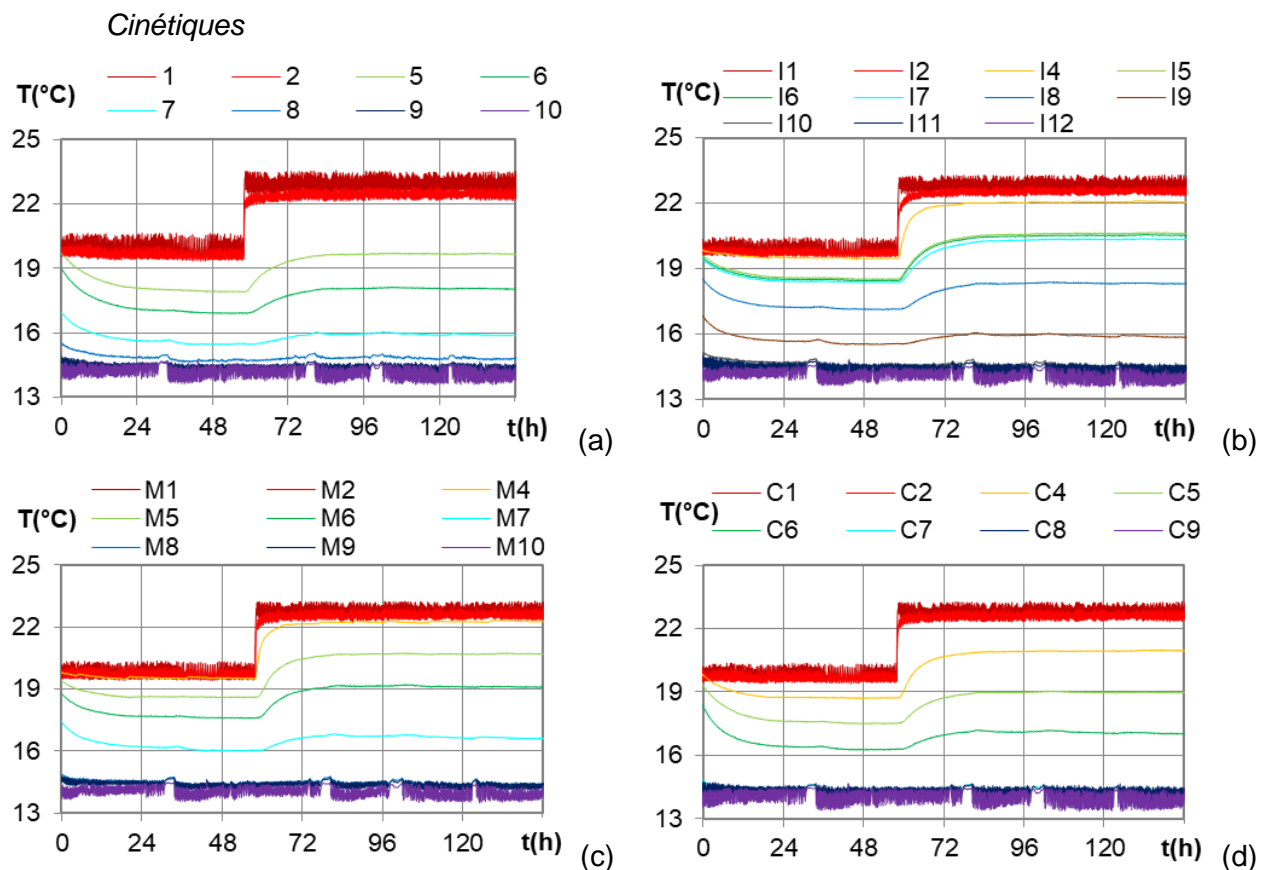 Cinétiques
1 2 5 6
T(°C)
7 8 9 10
25
22
19
16
13
0 24 48 72 96 120 t(h)
(a)
I1 I2 I4 I5
T(°C)
I6 I7 I8 I9
I10 I11 I12
25
22
19
16
13
0 24 48 72 96 120 t(h)
(b)
M1 M2 M4
T(°C)
M5 M6 M7
M8 M9 M10
25
22
19
16
13
0 24 48 72 96 120 t(h)
(c)
C1 C2 C4 C5
T(°C)
C6 C7 C8 C9
25
22
19
16
13
0 24 48 72 96 120 t(h)
(d)